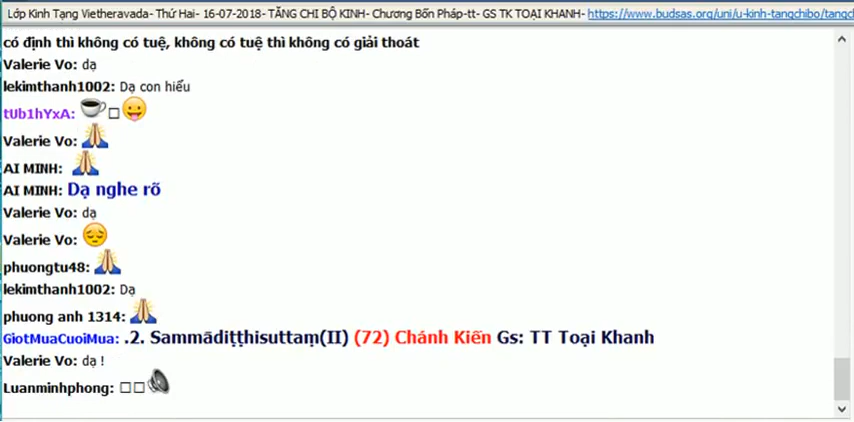 Lớp Kinh Tạng Vietheravada- Thứ Hai- 16-07-2018- TĂNG CHI BỘ KINH- Chương Bốn Pháp-tt- GS TK TOẠI KHANH- https://www.budsas.org/uni/u-kinh-tangchibo/tangc
có định thì không có tuệ, không có tuệ thì không có giải thoát
Valerie Vo: dạ
lekimthanh1002: Dạ con hiểu
tUb1hYxA:
Valerie Vo:
AI MINH:
AI MINH: Dạ nghe rõ
Valerie Vo: dạ
Valerie Vo:
phuongtu48:
lekimthanh1002: Dạ
phuong anh 1314:
GiotMuaCuoiMua: .2. Sammādiṭṭhisuttaṃ(II) (72) Chánh Kiến Gs: TT Toại Khanh
Valerie Vo: dạ !
Luanminhphong: